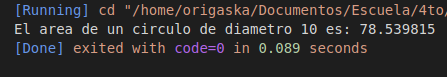 [Running] cd "/home/origaska/Documentos/Escuela/4to/
El area de un circulo de diametro 10 es: 78.539815
[Done] exited with code=0 in 0.089 seconds